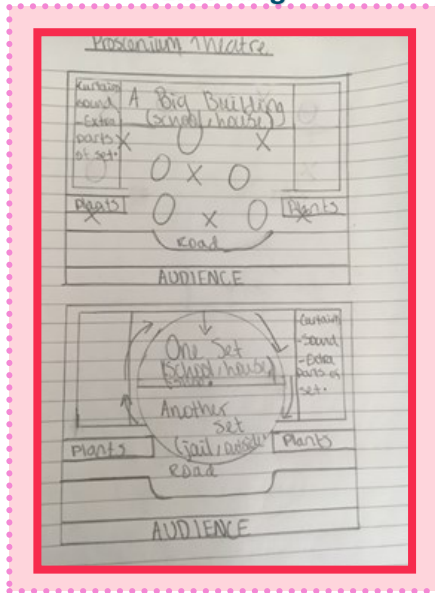 Proscenium Theatre
Curtain
sound
-Extra
parts
of set.
A Big Building
(school, house)
X
O
X
O
X
O
Plants
X
O
X
O
Plants
X
Road
AUDIENCE
One Set
(School, house)
Another
Set
(jail, outside)
-Curtain
-Sound
-Extra
parts of
set.
Plants
Plants
ROAD
AUDIENCE